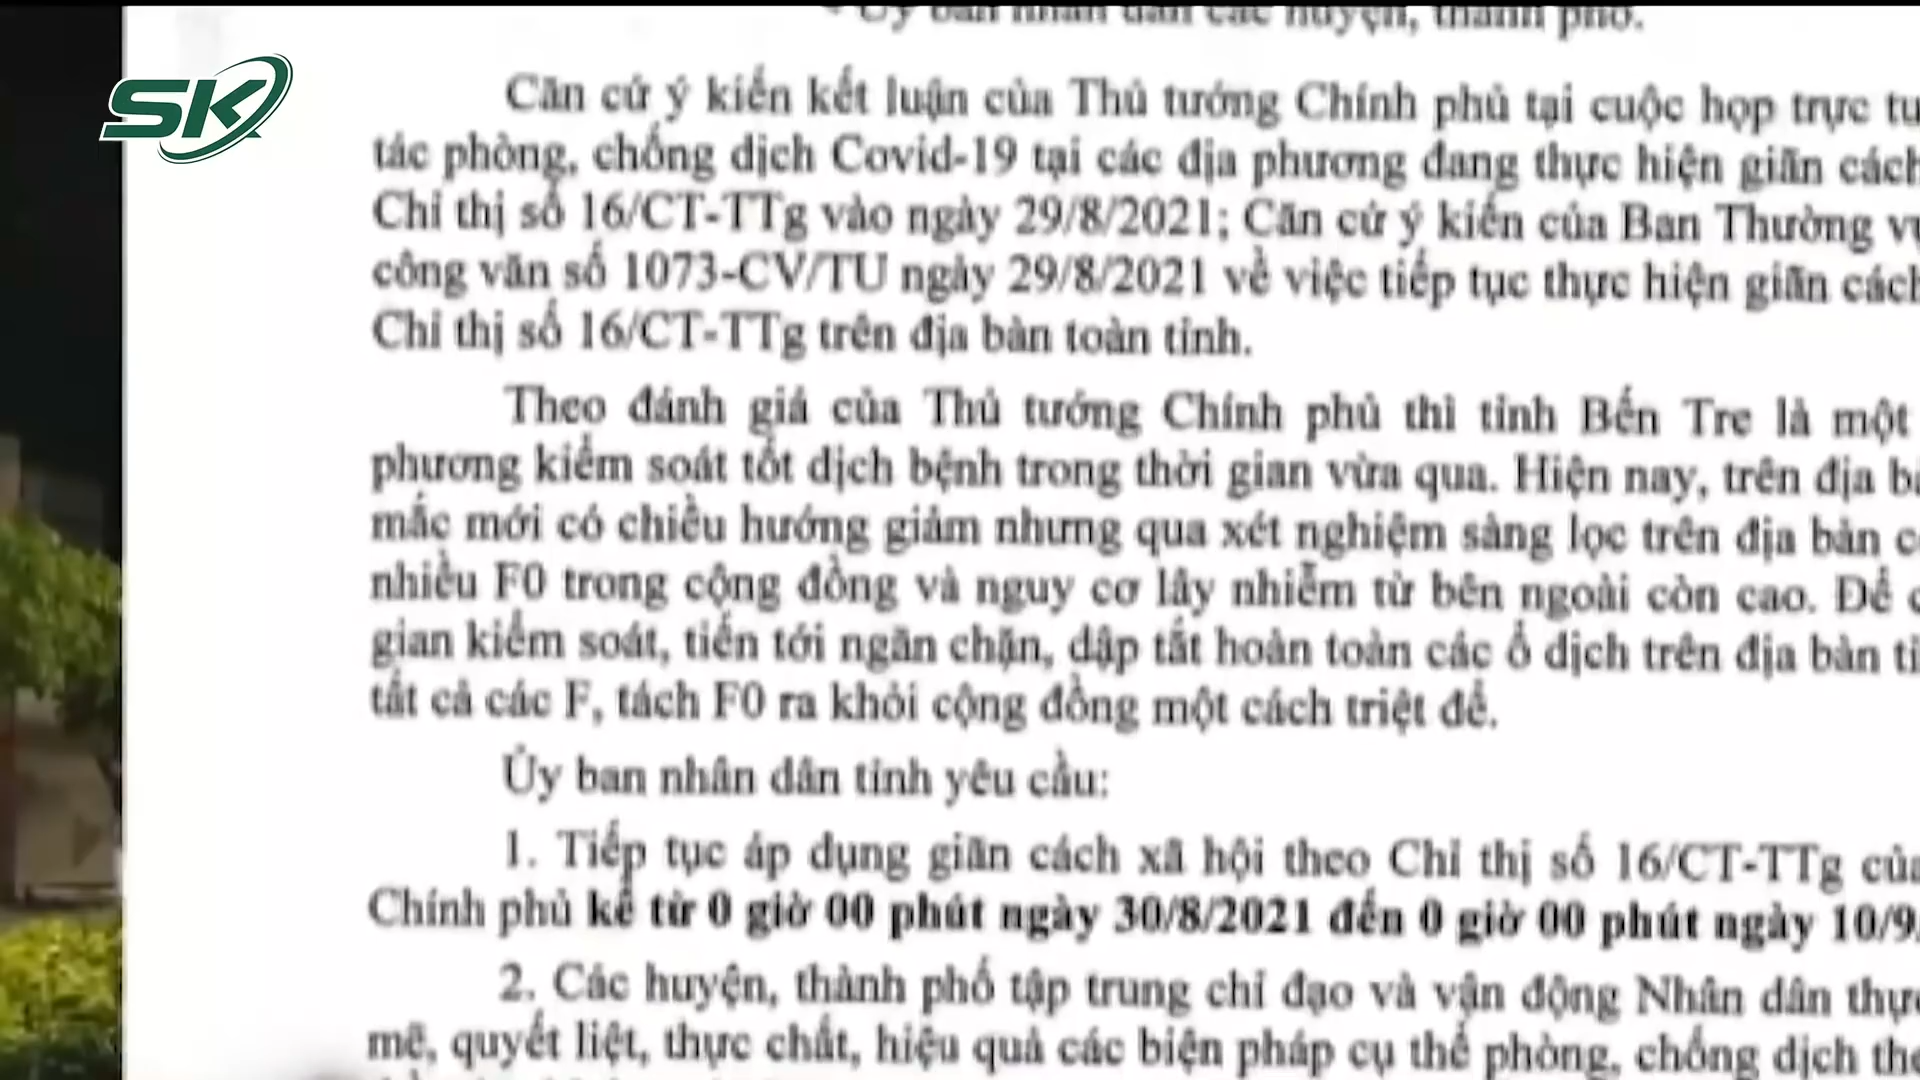 Ủy ban nhân dân các huyện, thành phố.
SK
Căn cứ ý kiến kết luận của Thủ tướng Chính phủ tại cuộc họp trực
tác phòng, chống dịch Covid-19 tại các địa phương đang thực hiện giãn cách
Chỉ thị số 16/CT-TTg vào ngày 29/8/2021; Căn cứ ý kiến của Ban Thường
công văn số 1073-CV/TU ngày 29/8/2021 về việc tiếp tục thực hiện giãn cách
Chỉ thị số 16/CT-TTg trên địa bàn toàn tỉnh.
Theo đánh giá của Thủ tướng Chính phủ thì tỉnh Bến Tre là một
phương kiểm soát tốt dịch bệnh trong thời gian vừa qua. Hiện nay, trên địa
mắc mới có chiều hướng giảm nhưng qua xét nghiệm sàng lọc trên địa bàn
nhiều F0 trong cộng đồng và nguy cơ lây nhiễm từ bên ngoài còn cao. Để
gian kiểm soát, tiến tới ngăn chặn, dập tắt hoàn toàn các ổ dịch trên địa bàn
tất cả các F, tách F0 ra khỏi cộng đồng một cách triệt để.
Ủy ban nhân dân tỉnh yêu cầu:
1. Tiếp tục áp dụng giãn cách xã hội theo Chỉ thị số 16/CT-TTg của
Chính phủ kể từ 0 giờ 00 phút ngày 30/8/2021 đến 0 giờ 00 phút ngày 10/9
2. Các huyện, thành phố tập trung chỉ đạo và vận động Nhân dân thực
mẽ, quyết liệt, thực chất, hiệu quả các biện pháp cụ thể phòng, chống dịch